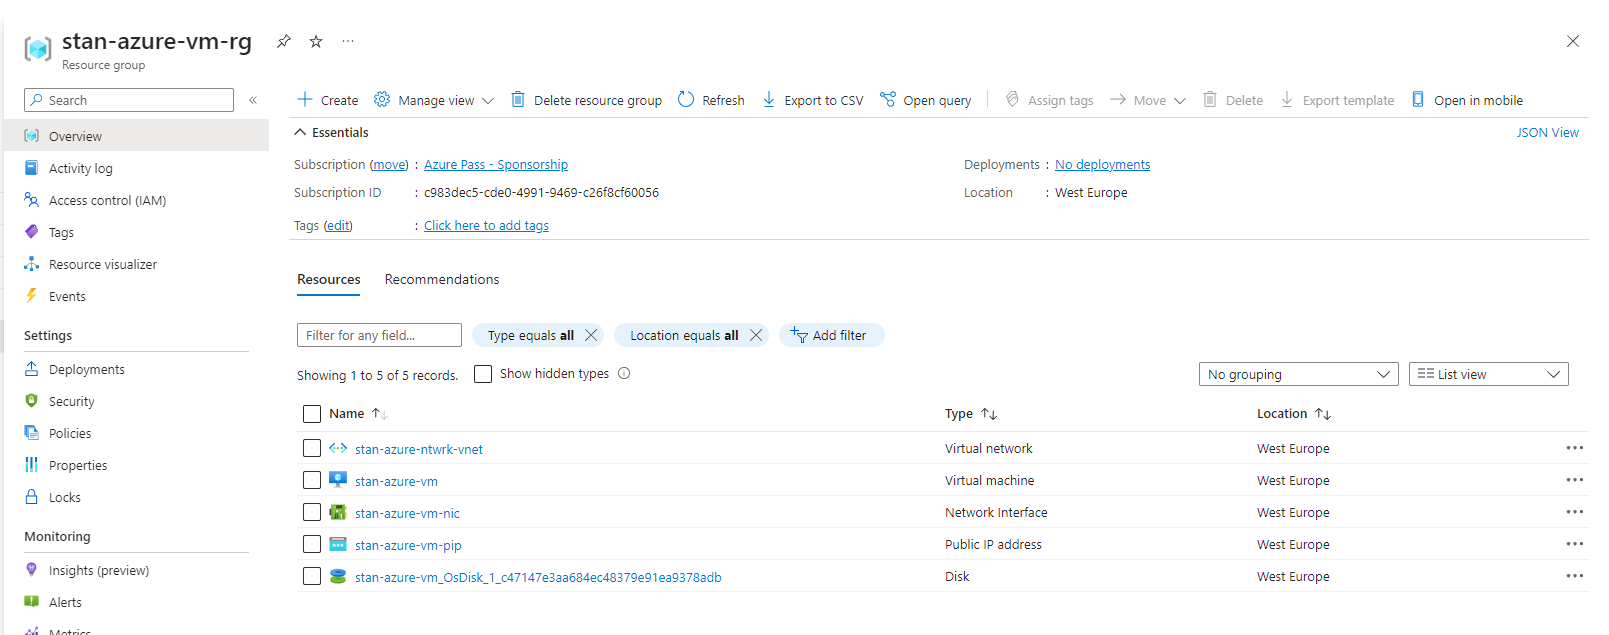 stan-azure-vm-rg
Resource group
Search
Overview
Activity log
Access control (IAM)
Tags
Resource visualizer
Events
Settings
Deployments
Security
Policies
Properties
Locks
Monitoring
Insights (preview)
Alerts
Metrics
Create Manage view Delete resource group Refresh Export to CSV Open query Assign tags Move Delete Export template Open in mobile
Essentials JSON View
Subscription (move) : Azure Pass - Sponsorship Deployments : No deployments
Subscription ID : c983dec5-cde0-4991-9469-c26f8cf60056 Location : West Europe
Tags (edit) : Click here to add tags
Resources Recommendations
Filter for any field... Type equals all Location equals all Add filter
Showing 1 to 5 of 5 records. Show hidden types No grouping List view
Name Type Location
stan-azure-ntwrk-vnet Virtual network West Europe
stan-azure-vm Virtual machine West Europe
stan-azure-vm-nic Network Interface West Europe
stan-azure-vm-pip Public IP address West Europe
stan-azure-vm_OsDisk_1_c47147e3aa684ec48379e91ea9378adb Disk West Europe